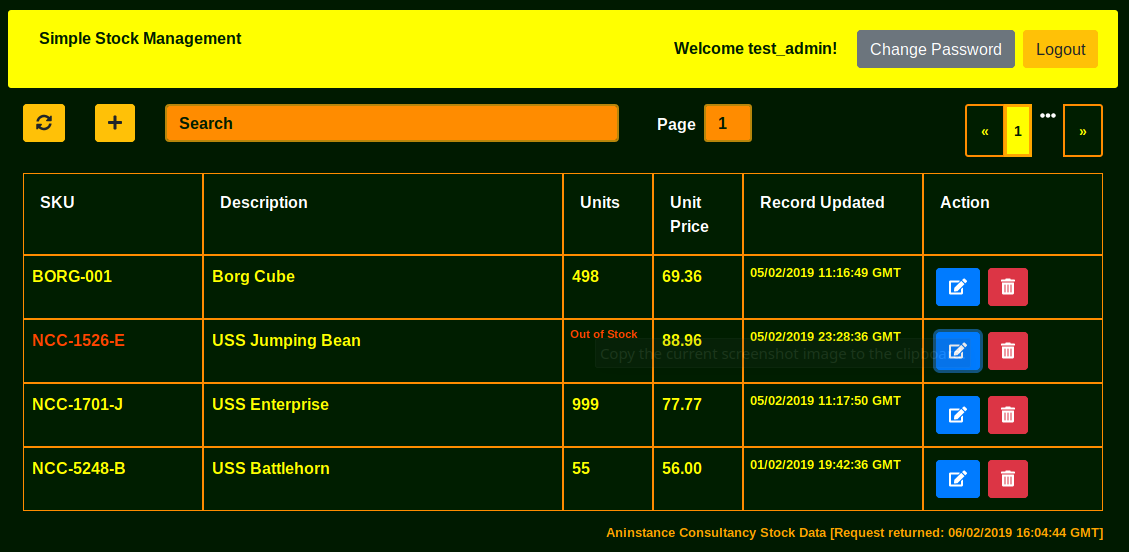 Simple Stock Management
Welcome test_admin!
Change Password
Logout
Search
Page 1
« 1 ••• »
SKU Description Units Unit Price Record Updated Action
BORG-001 Borg Cube 498 69.36 05/02/2019 11:16:49 GMT
NCC-1526-E USS Jumping Bean Out of Stock 88.96 05/02/2019 23:28:36 GMT
Copy the current screenshot image to the clipboa
NCC-1701-J USS Enterprise 999 77.77 05/02/2019 11:17:50 GMT
NCC-5248-B USS Battlehorn 55 56.00 01/02/2019 19:42:36 GMT
Aninstance Consultancy Stock Data [Request returned: 06/02/2019 16:04:44 GMT]